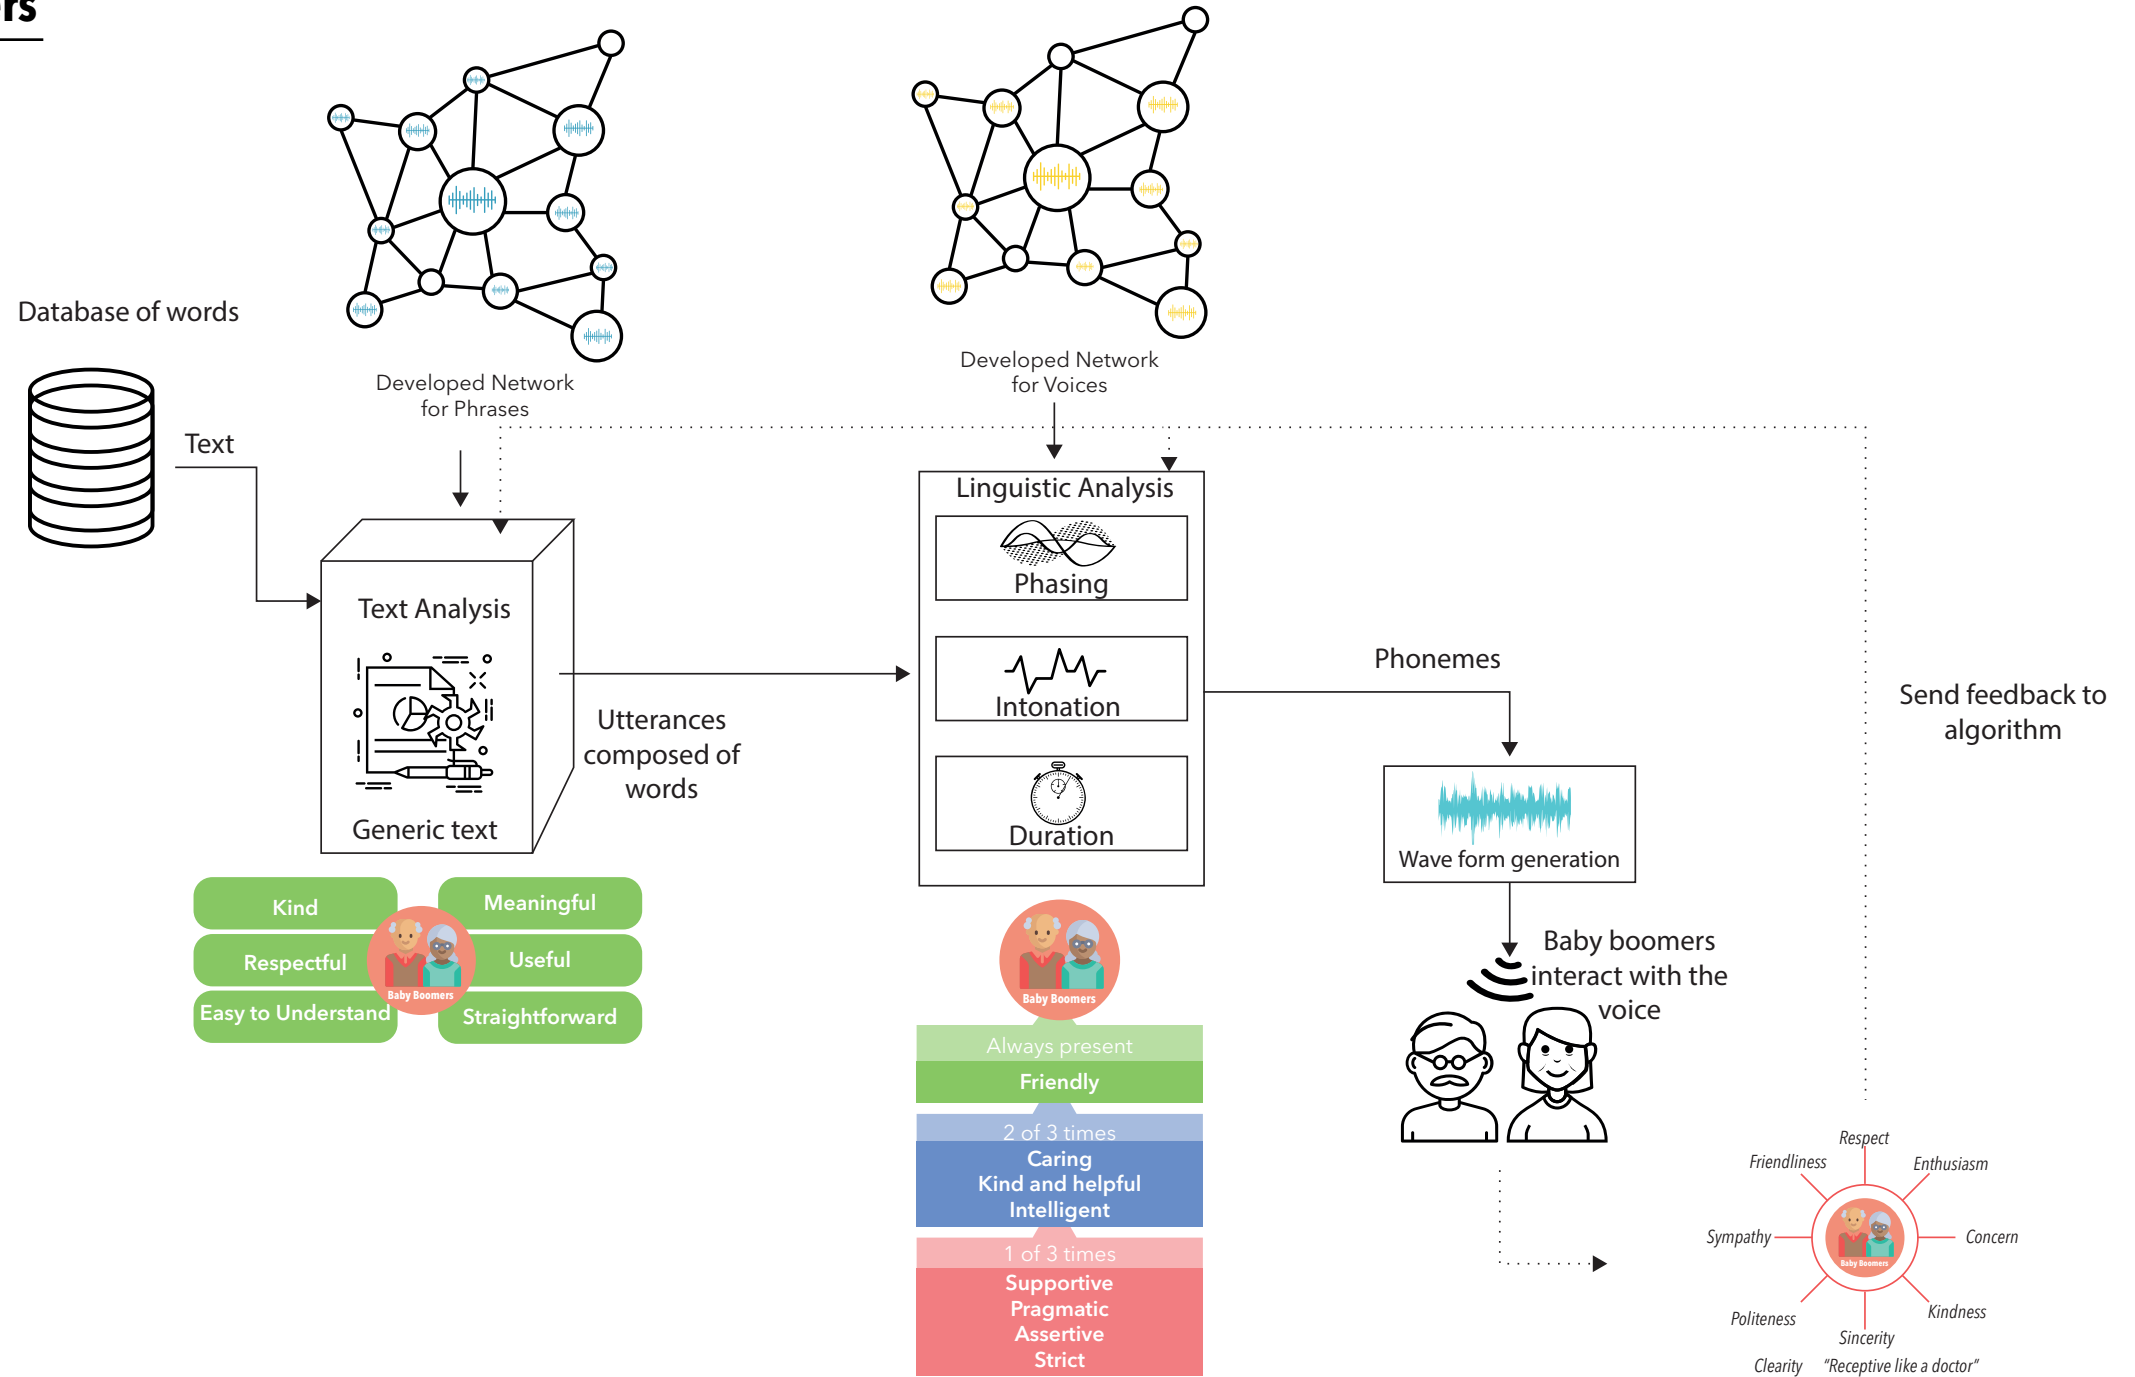 Database of words
Text
Developed Network
for Phrases
Developed Network
for Voices
Text Analysis
Generic text
Utterances
composed of
words
Linguistic Analysis
Phasing
Intonation
Duration
Phonemes
Wave form generation
Baby boomers
interact with the
voice
Send feedback to
algorithm
Kind
Meaningful
Respectful
Useful
Easy to Understand
Straightforward
Baby Boomers
Baby Boomers
Always present
Friendly
2 of 3 times
Caring
Kind and helpful
Intelligent
1 of 3 times
Supportive
Pragmatic
Assertive
Strict
Respect
Friendliness
Enthusiasm
Sympathy
Concern
Baby Boomers
Politeness
Kindness
Sincerity
Clearity
"Receptive like a doctor"